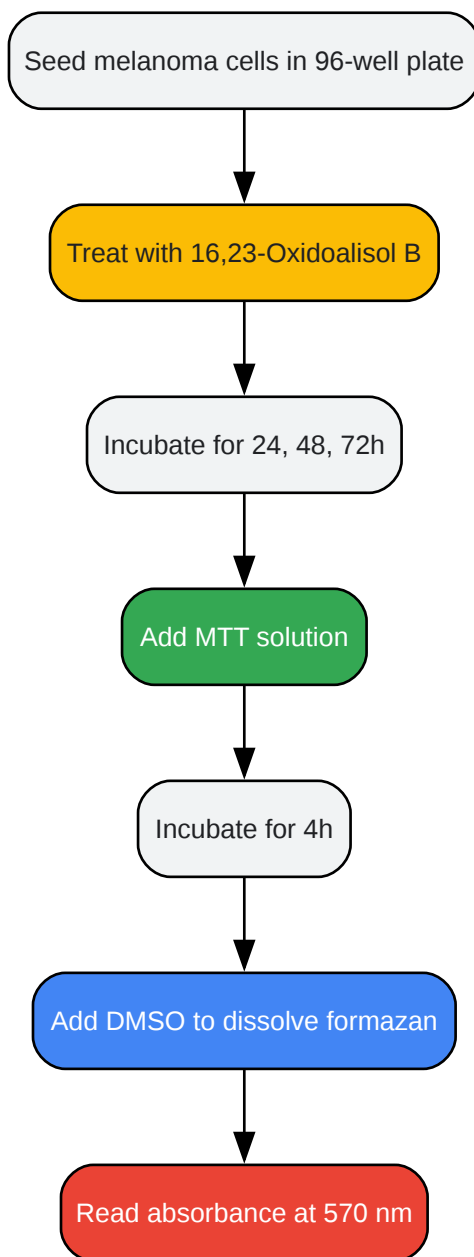 Seed melanoma cells in 96-well plate
Treat with 16,23-Oxidoalisol B
Incubate for 24, 48, 72h
Add MTT solution
Incubate for 4h
Add DMSO to dissolve formazan
Read absorbance at 570 nm